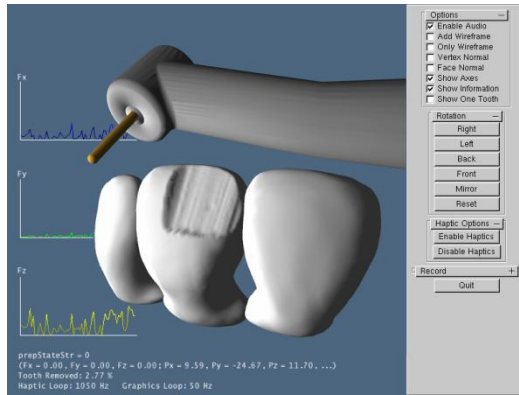 Fx
Fy
Fz
prepStateStr = 0
(Fx = 0.00, Fy = 0.00, Fz = 0.00; Px = 9.59, Py = -24.67, Pz = 11.70, ...)
Tooth Removed: 2.77 %
Haptic Loop: 1050 Hz Graphics Loop: 50 Hz
Options
Enable Audio
Add Wireframe
Only Wireframe
Vertex Normal
Face Normal
Show Axes
Show Information
Show One Tooth
Rotation
Right
Left
Back
Front
Mirror
Reset
Haptic Options
Enable Haptics
Disable Haptics
Record
Quit